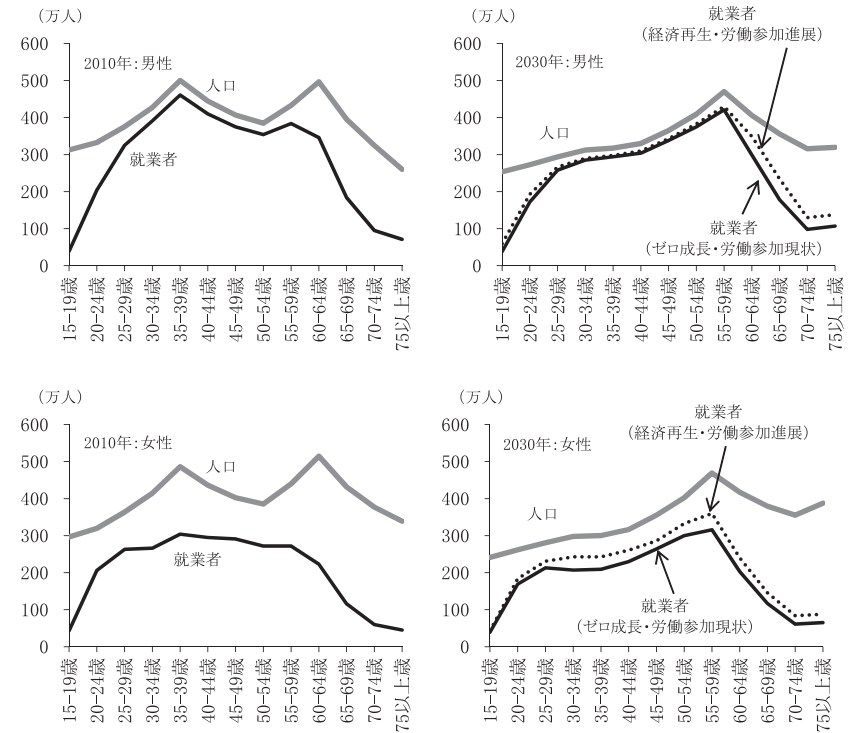 (万人)
600
500
400
300
200
100
0
2010年：男性
人口
就業者
15-19歳
20-24歳
25-29歳
30-34歳
35-39歳
40-44歳
45-49歳
50-54歳
55-59歳
60-64歳
65-69歳
70-74歳
75以上歳
(万人)
600
500
400
300
200
100
0
2030年：男性
就業者
(経済再生・労働参加進展)
人口
就業者
(ゼロ成長・労働参加現状)
15-19歳
20-24歳
25-29歳
30-34歳
35-39歳
40-44歳
45-49歳
50-54歳
55-59歳
60-64歳
65-69歳
70-74歳
75以上歳
(万人)
600
500
400
300
200
100
0
2010年：女性
人口
就業者
15-19歳
20-24歳
25-29歳
30-34歳
35-39歳
40-44歳
45-49歳
50-54歳
55-59歳
60-64歳
65-69歳
70-74歳
75以上歳
(万人)
600
500
400
300
200
100
0
2030年：女性
就業者
(経済再生・労働参加進展)
人口
就業者
(ゼロ成長・労働参加現状)
15-19歳
20-24歳
25-29歳
30-34歳
35-39歳
40-44歳
45-49歳
50-54歳
55-59歳
60-64歳
65-69歳
70-74歳
75以上歳